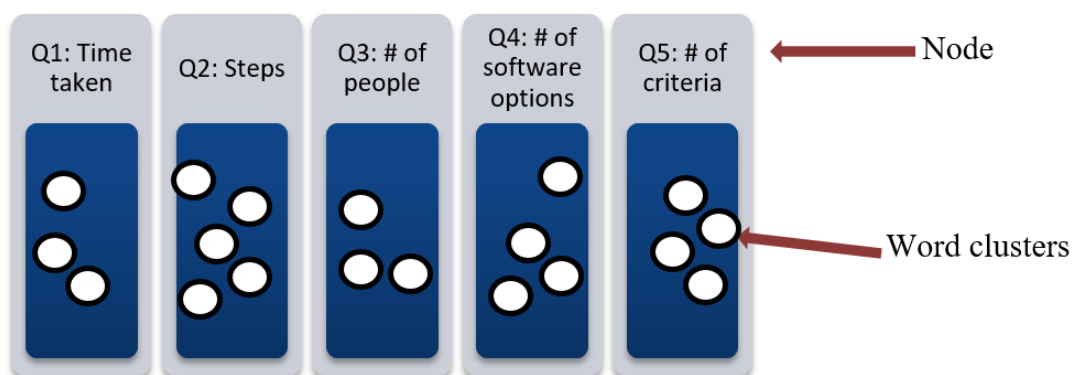 Q1: Time
taken
Q2: Steps
Q3: # of
people
Q4: # of
software
options
Q5: # of
criteria
Node
Word clusters